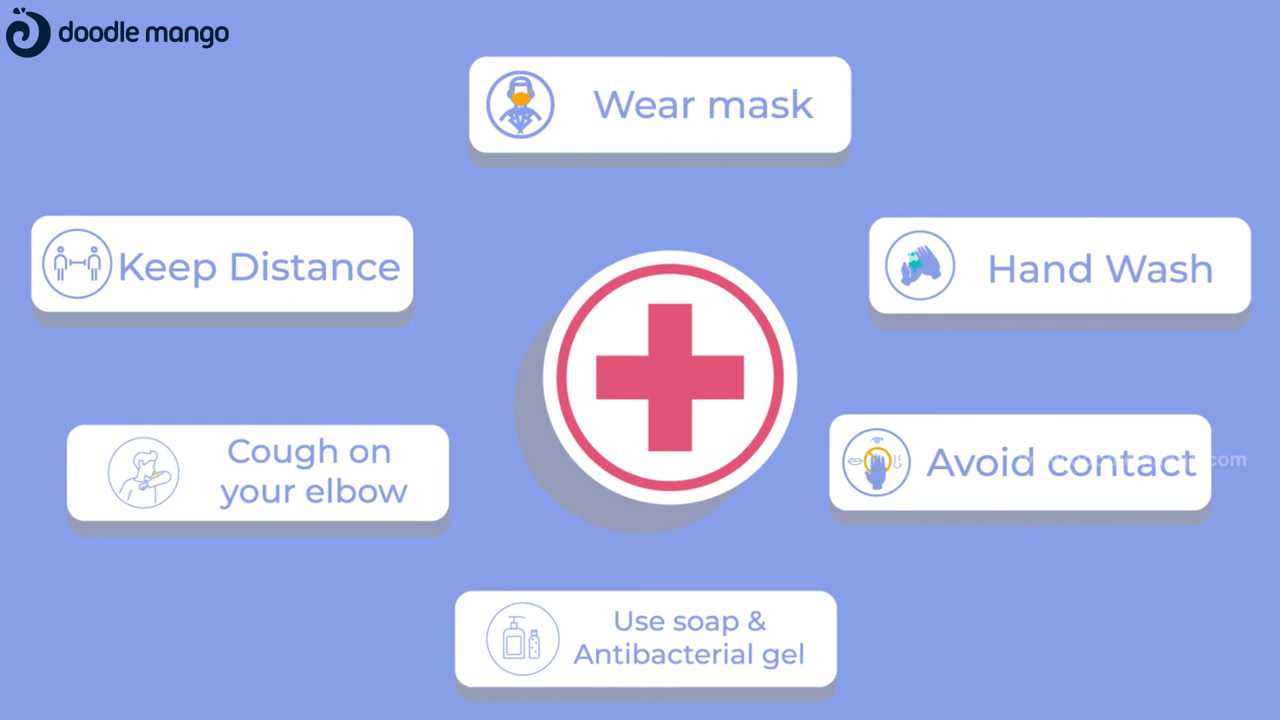 doodle mango
Wear mask
Keep Distance
Hand Wash
Cough on
your elbow
Avoid contact
Use soap &
Antibacterial gel